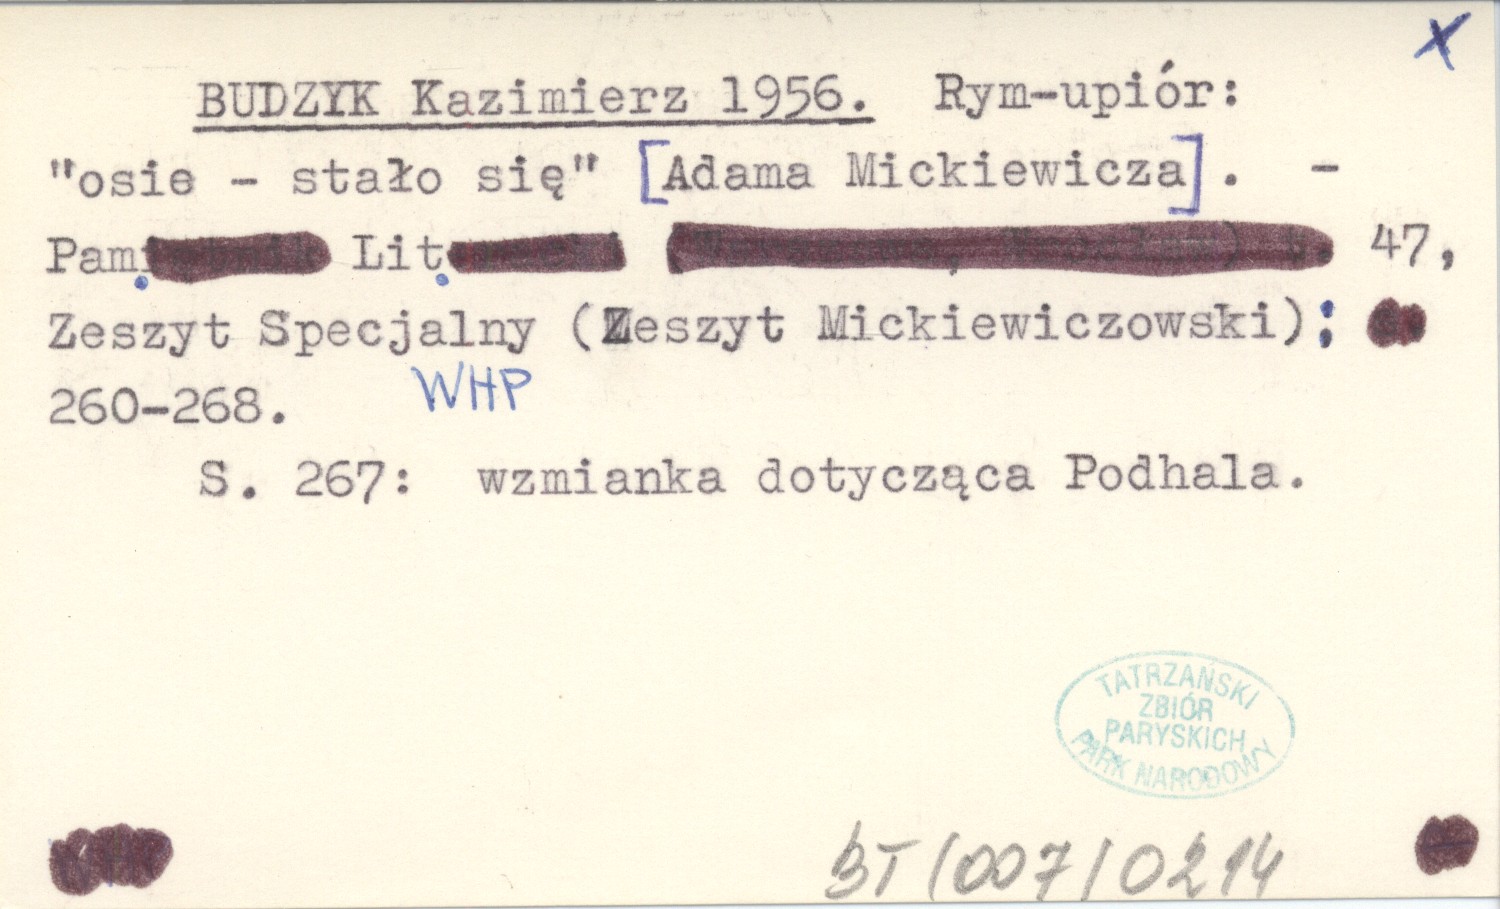 X
BUDZYK Kazimierz 1956. Rym-upiór:
"osie - stało się" [Adama Mickiewicza]. -
Pam. Lit. 47,
Zeszyt Specjalny (Zeszyt Mickiewiczowski);
260-268. WHP
S. 267: wzmianka dotycząca Podhala.
TATRZAŃSKI
ZBIÓR
PARYSKICH
PARK NARODOWY
BT/007/0214